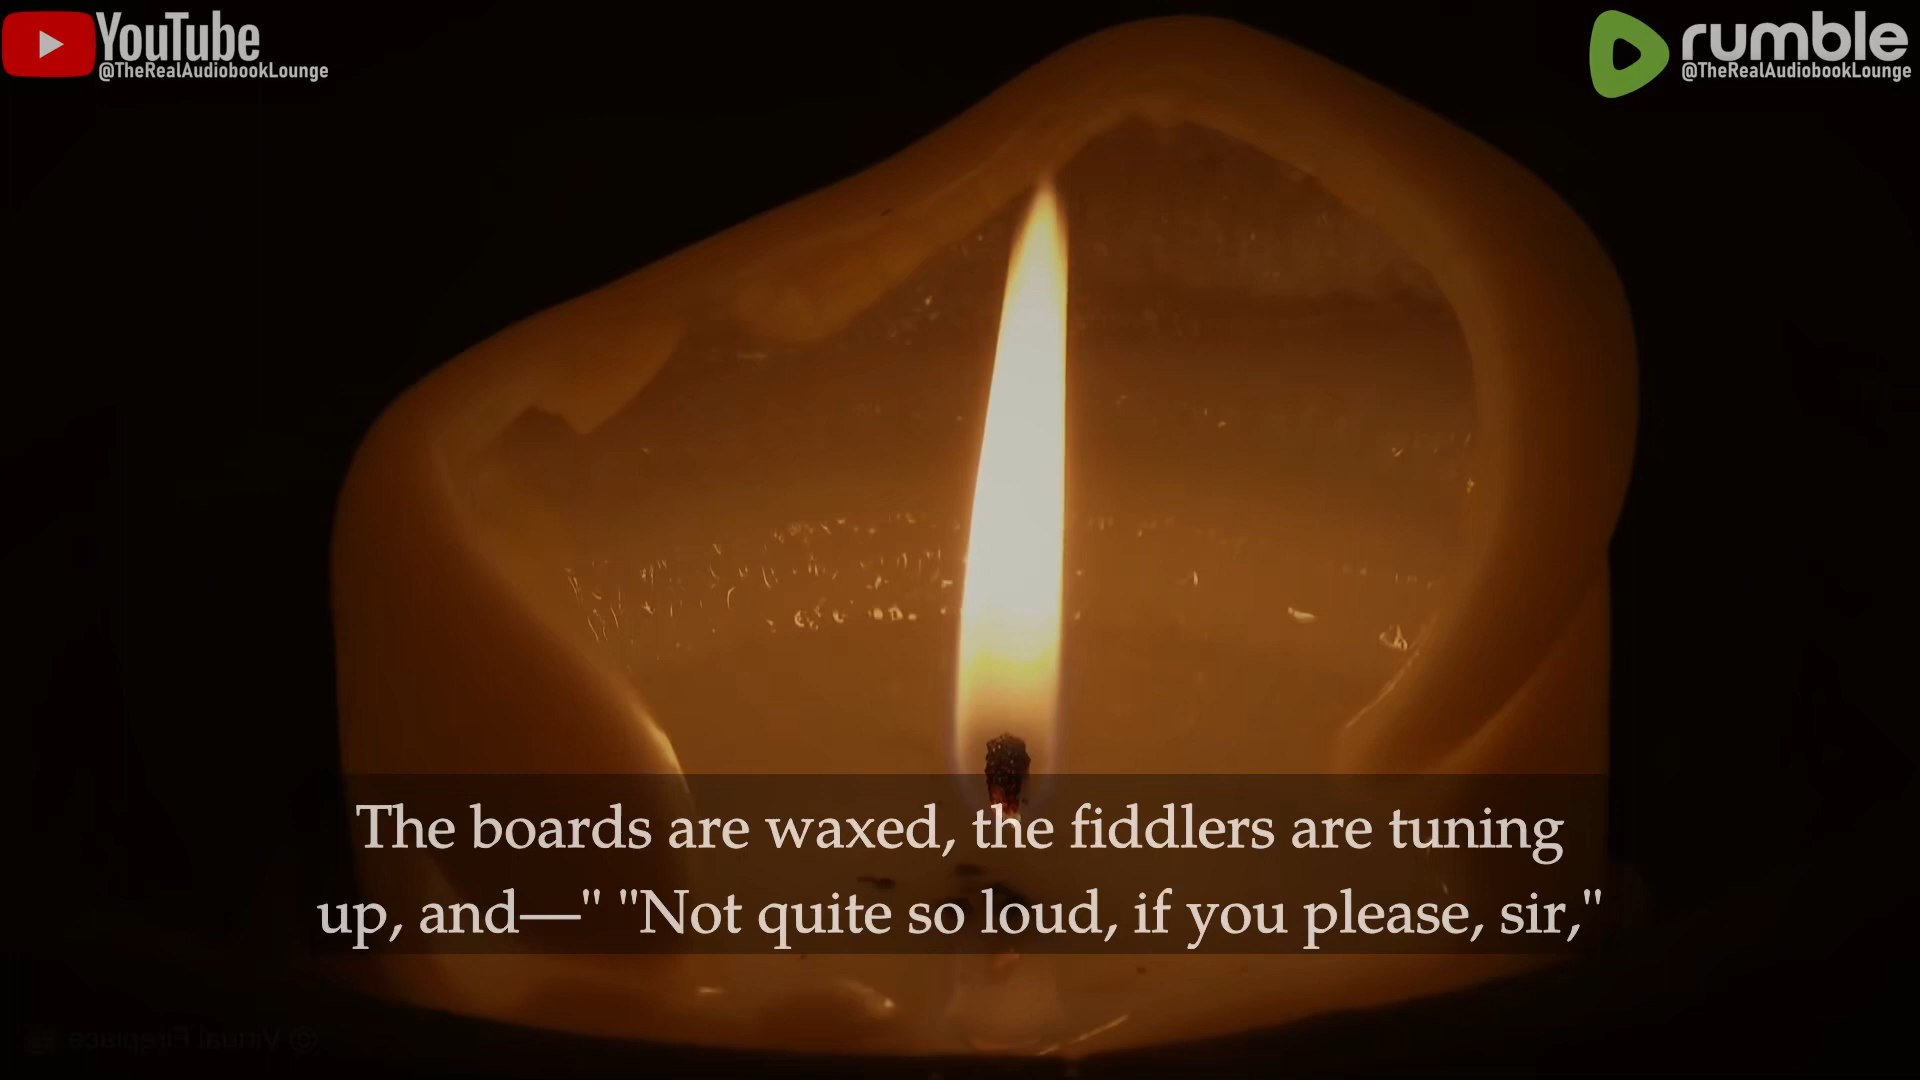 YouTube
@TheRealAudiobookLounge
rumble
@TheRealAudiobookLounge
The boards are waxed, the fiddlers are tuning
up, and—" "Not quite so loud, if you please, sir,"